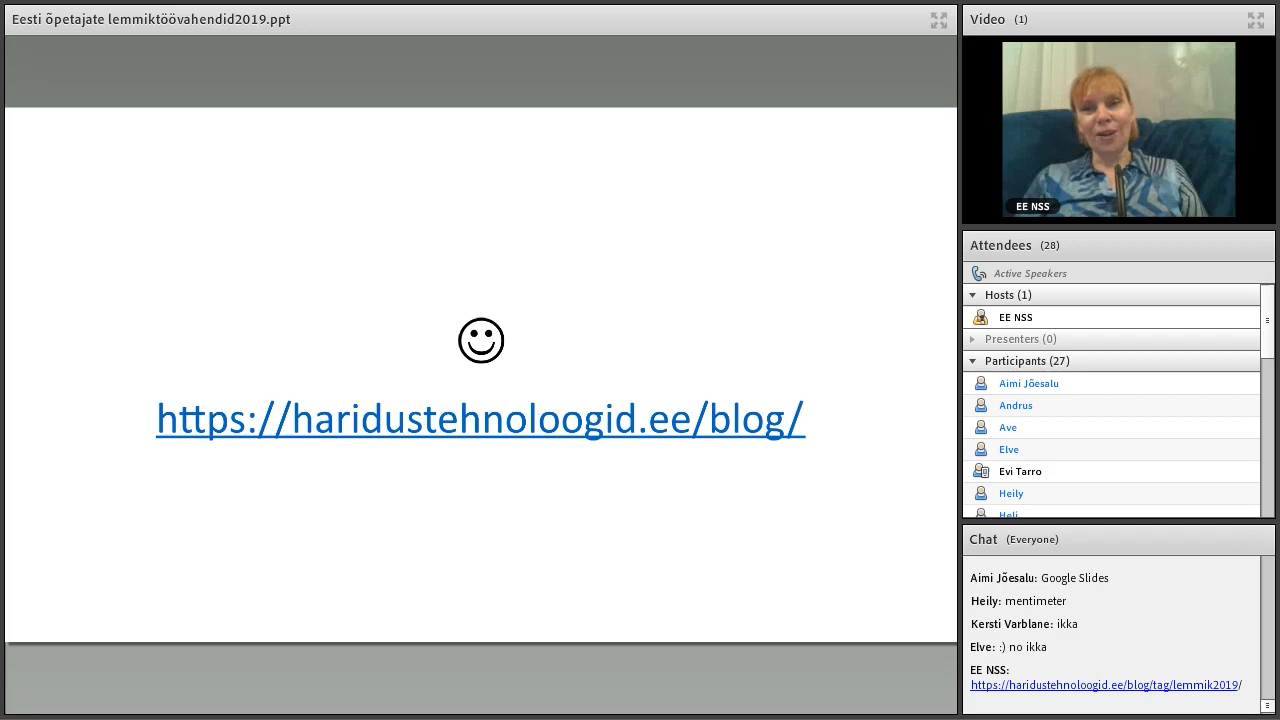 Eesti õpetajate lemmiktöövahendid2019.ppt
https://haridustehnoloogid.ee/blog/
Video (1)
EE NSS
Attendees (28)
Active Speakers
Hosts (1)
EE NSS
Presenters (0)
Participants (27)
Aimi Jõesalu
Andrus
Ave
Elve
Evi Tarro
Heily
Heli
Chat (Everyone)
Aimi Jõesalu: Google Slides
Heily: mentimeter
Kersti Varblane: ikka
Elve: :) no ikka
EE NSS:
https://haridustehnoloogid.ee/blog/tag/lemmik2019/